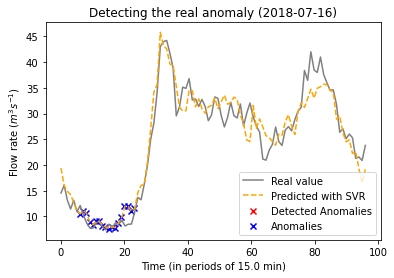 Detecting the real anomaly (2018-07-16)
Flow rate (m³s⁻¹)
45
40
35
30
25
20
15
10
Real value
Predicted with SVR
Detected Anomalies
Anomalies
0 20 40 60 80 100
Time (in periods of 15.0 min)